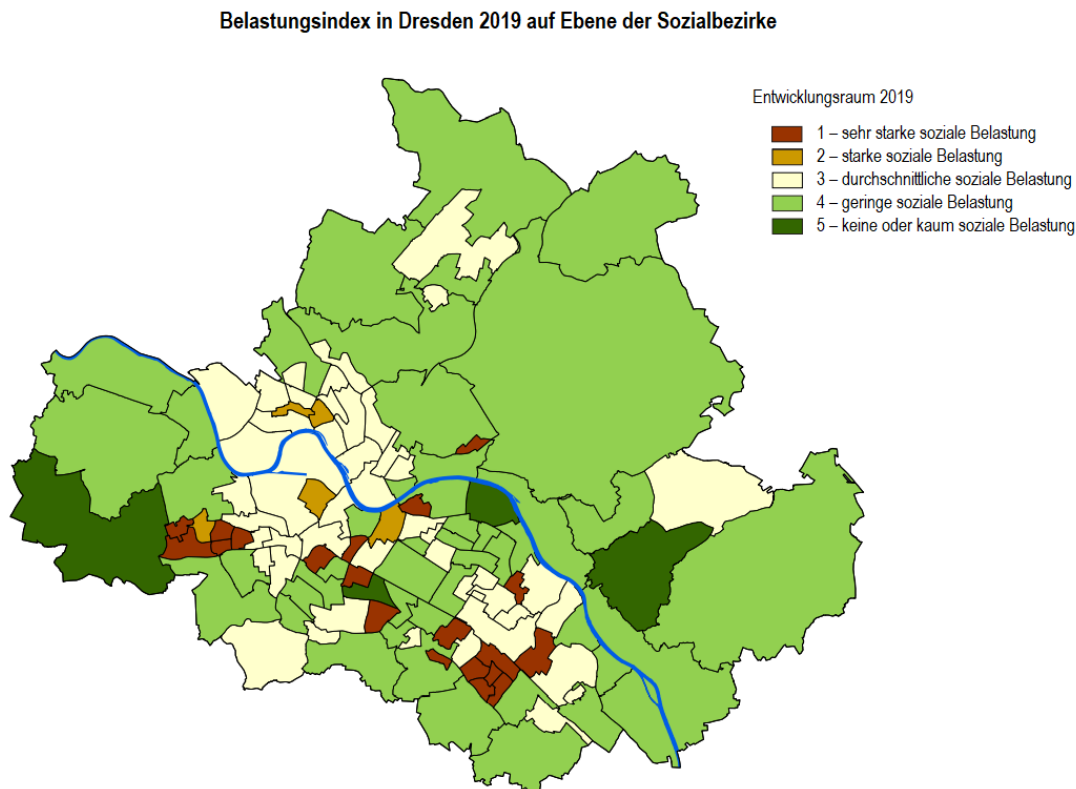 Belastungsindex in Dresden 2019 auf Ebene der Sozialbezirke
Entwicklungsraum 2019
1 – sehr starke soziale Belastung
2 – starke soziale Belastung
3 – durchschnittliche soziale Belastung
4 – geringe soziale Belastung
5 – keine oder kaum soziale Belastung